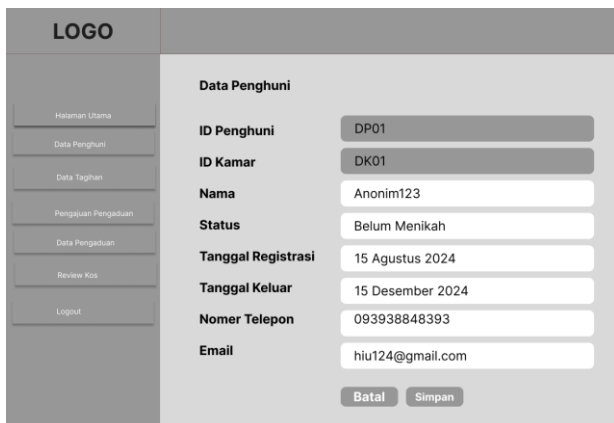 LOGO
Halaman Utama
Data Penghuni
Data Tagihan
Pengajuan Pengaduan
Data Pengaduan
Review Kos
Logout
Data Penghuni
ID Penghuni DP01
ID Kamar DK01
Nama Anonim123
Status Belum Menikah
Tanggal Registrasi 15 Agustus 2024
Tanggal Keluar 15 Desember 2024
Nomer Telepon 093938848393
Email hiu124@gmail.com
Batal Simpan